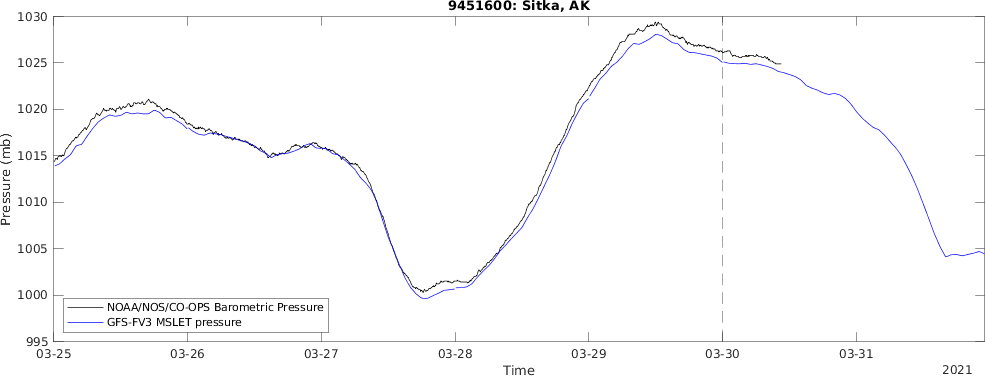 9451600: Sitka, AK
Pressure (mb)
1030
1025
1020
1015
1010
1005
1000
995
NOAA/NOS/CO-OPS Barometric Pressure
GFS-FV3 MSLET pressure
03-25 03-26 03-27 03-28 03-29 03-30 03-31
Time
2021